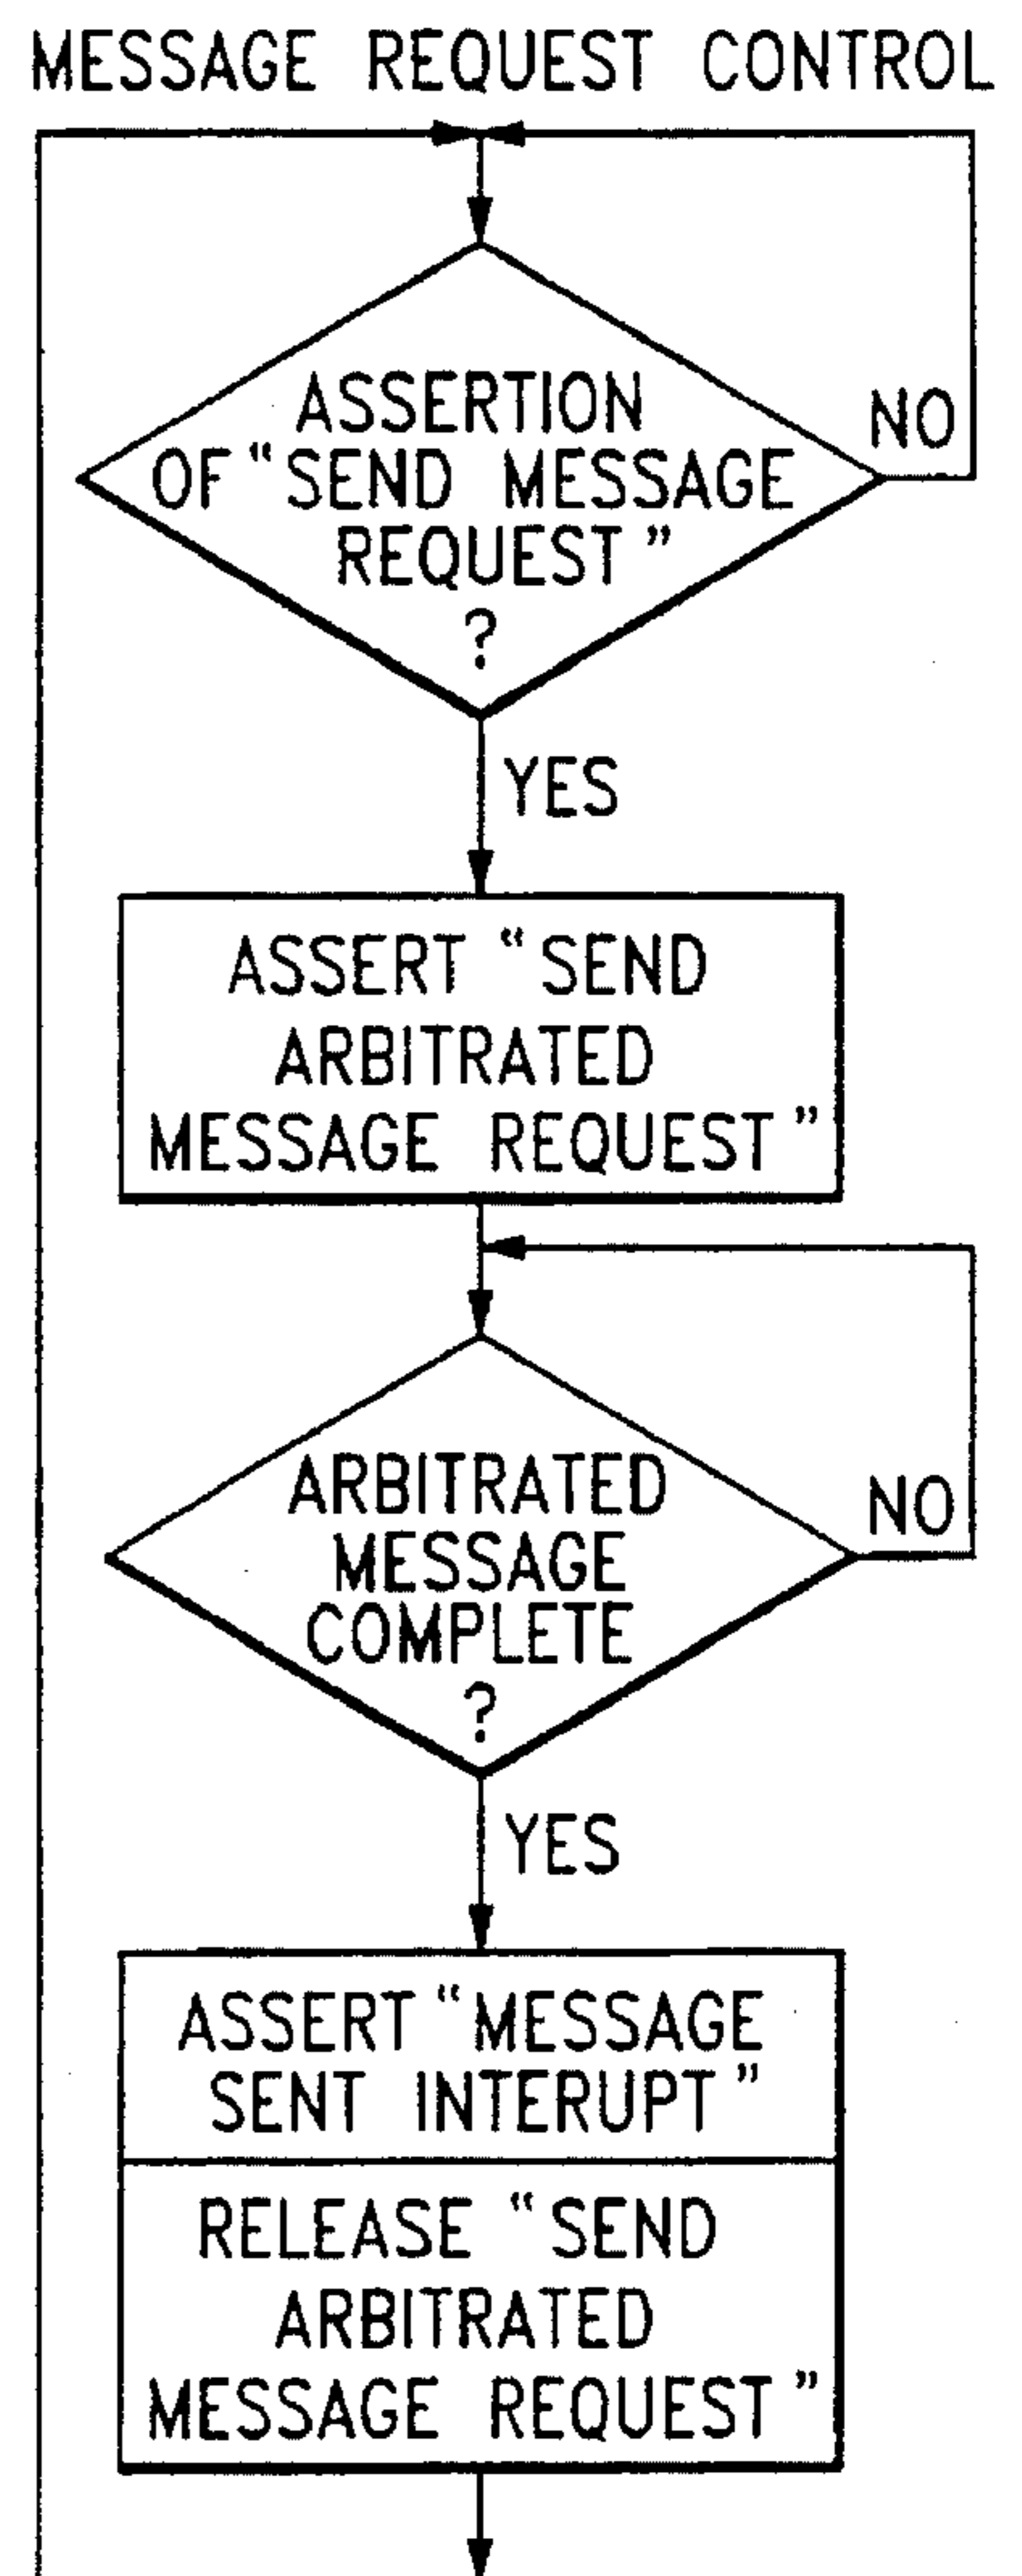 MESSAGE REQUEST CONTROL
ASSERTION
OF "SEND MESSAGE
REQUEST"
?
NO
YES
ASSERT "SEND
ARBITRATED
MESSAGE REQUEST"
ARBITRATED
MESSAGE
COMPLETE
?
NO
YES
ASSERT "MESSAGE
SENT INTERUPT"
RELEASE "SEND
ARBITRATED
MESSAGE REQUEST"